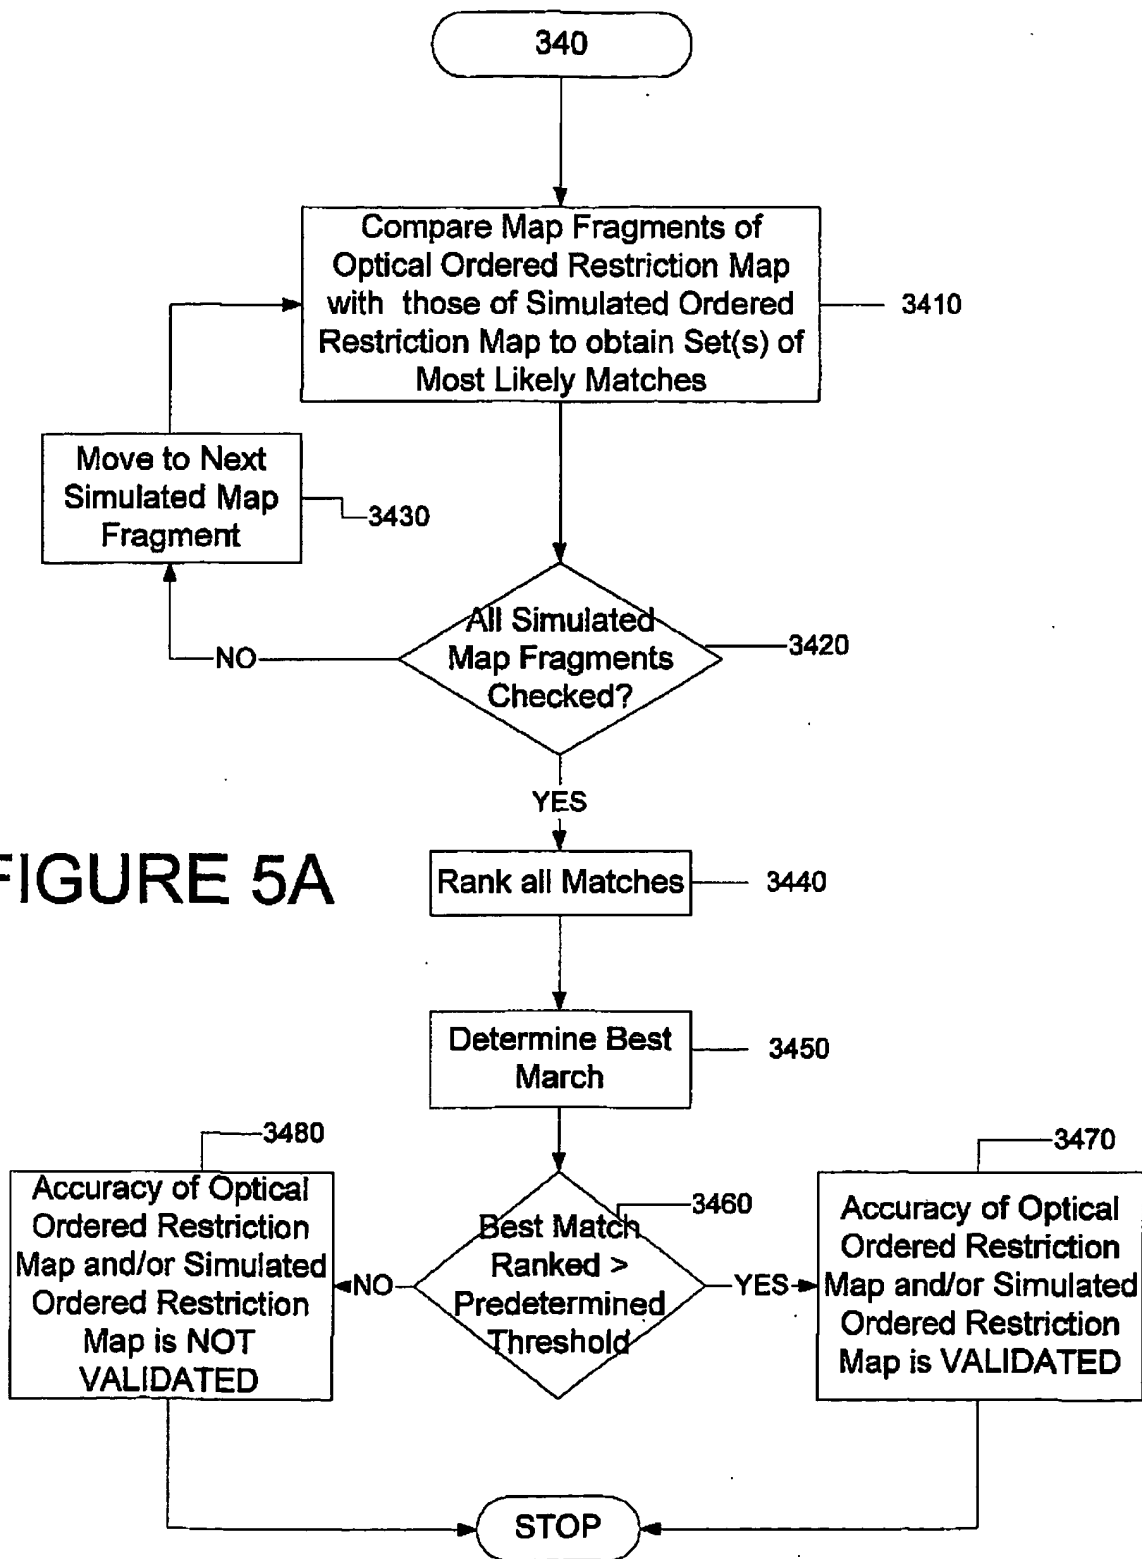 340
Compare Map Fragments of
Optical Ordered Restriction Map
with those of Simulated Ordered
Restriction Map to obtain Set(s) of
Most Likely Matches
3410
Move to Next
Simulated Map
Fragment
3430
All Simulated
Map Fragments
Checked?
3420
NO
YES
FIGURE 5A
Rank all Matches
3440
Determine Best
March
3450
3480
Accuracy of Optical
Ordered Restriction
Map and/or Simulated
Ordered Restriction
Map is NOT
VALIDATED
NO
Best Match
Ranked >
Predetermined
Threshold
3460
YES
3470
Accuracy of Optical
Ordered Restriction
Map and/or Simulated
Ordered Restriction
Map is VALIDATED
STOP